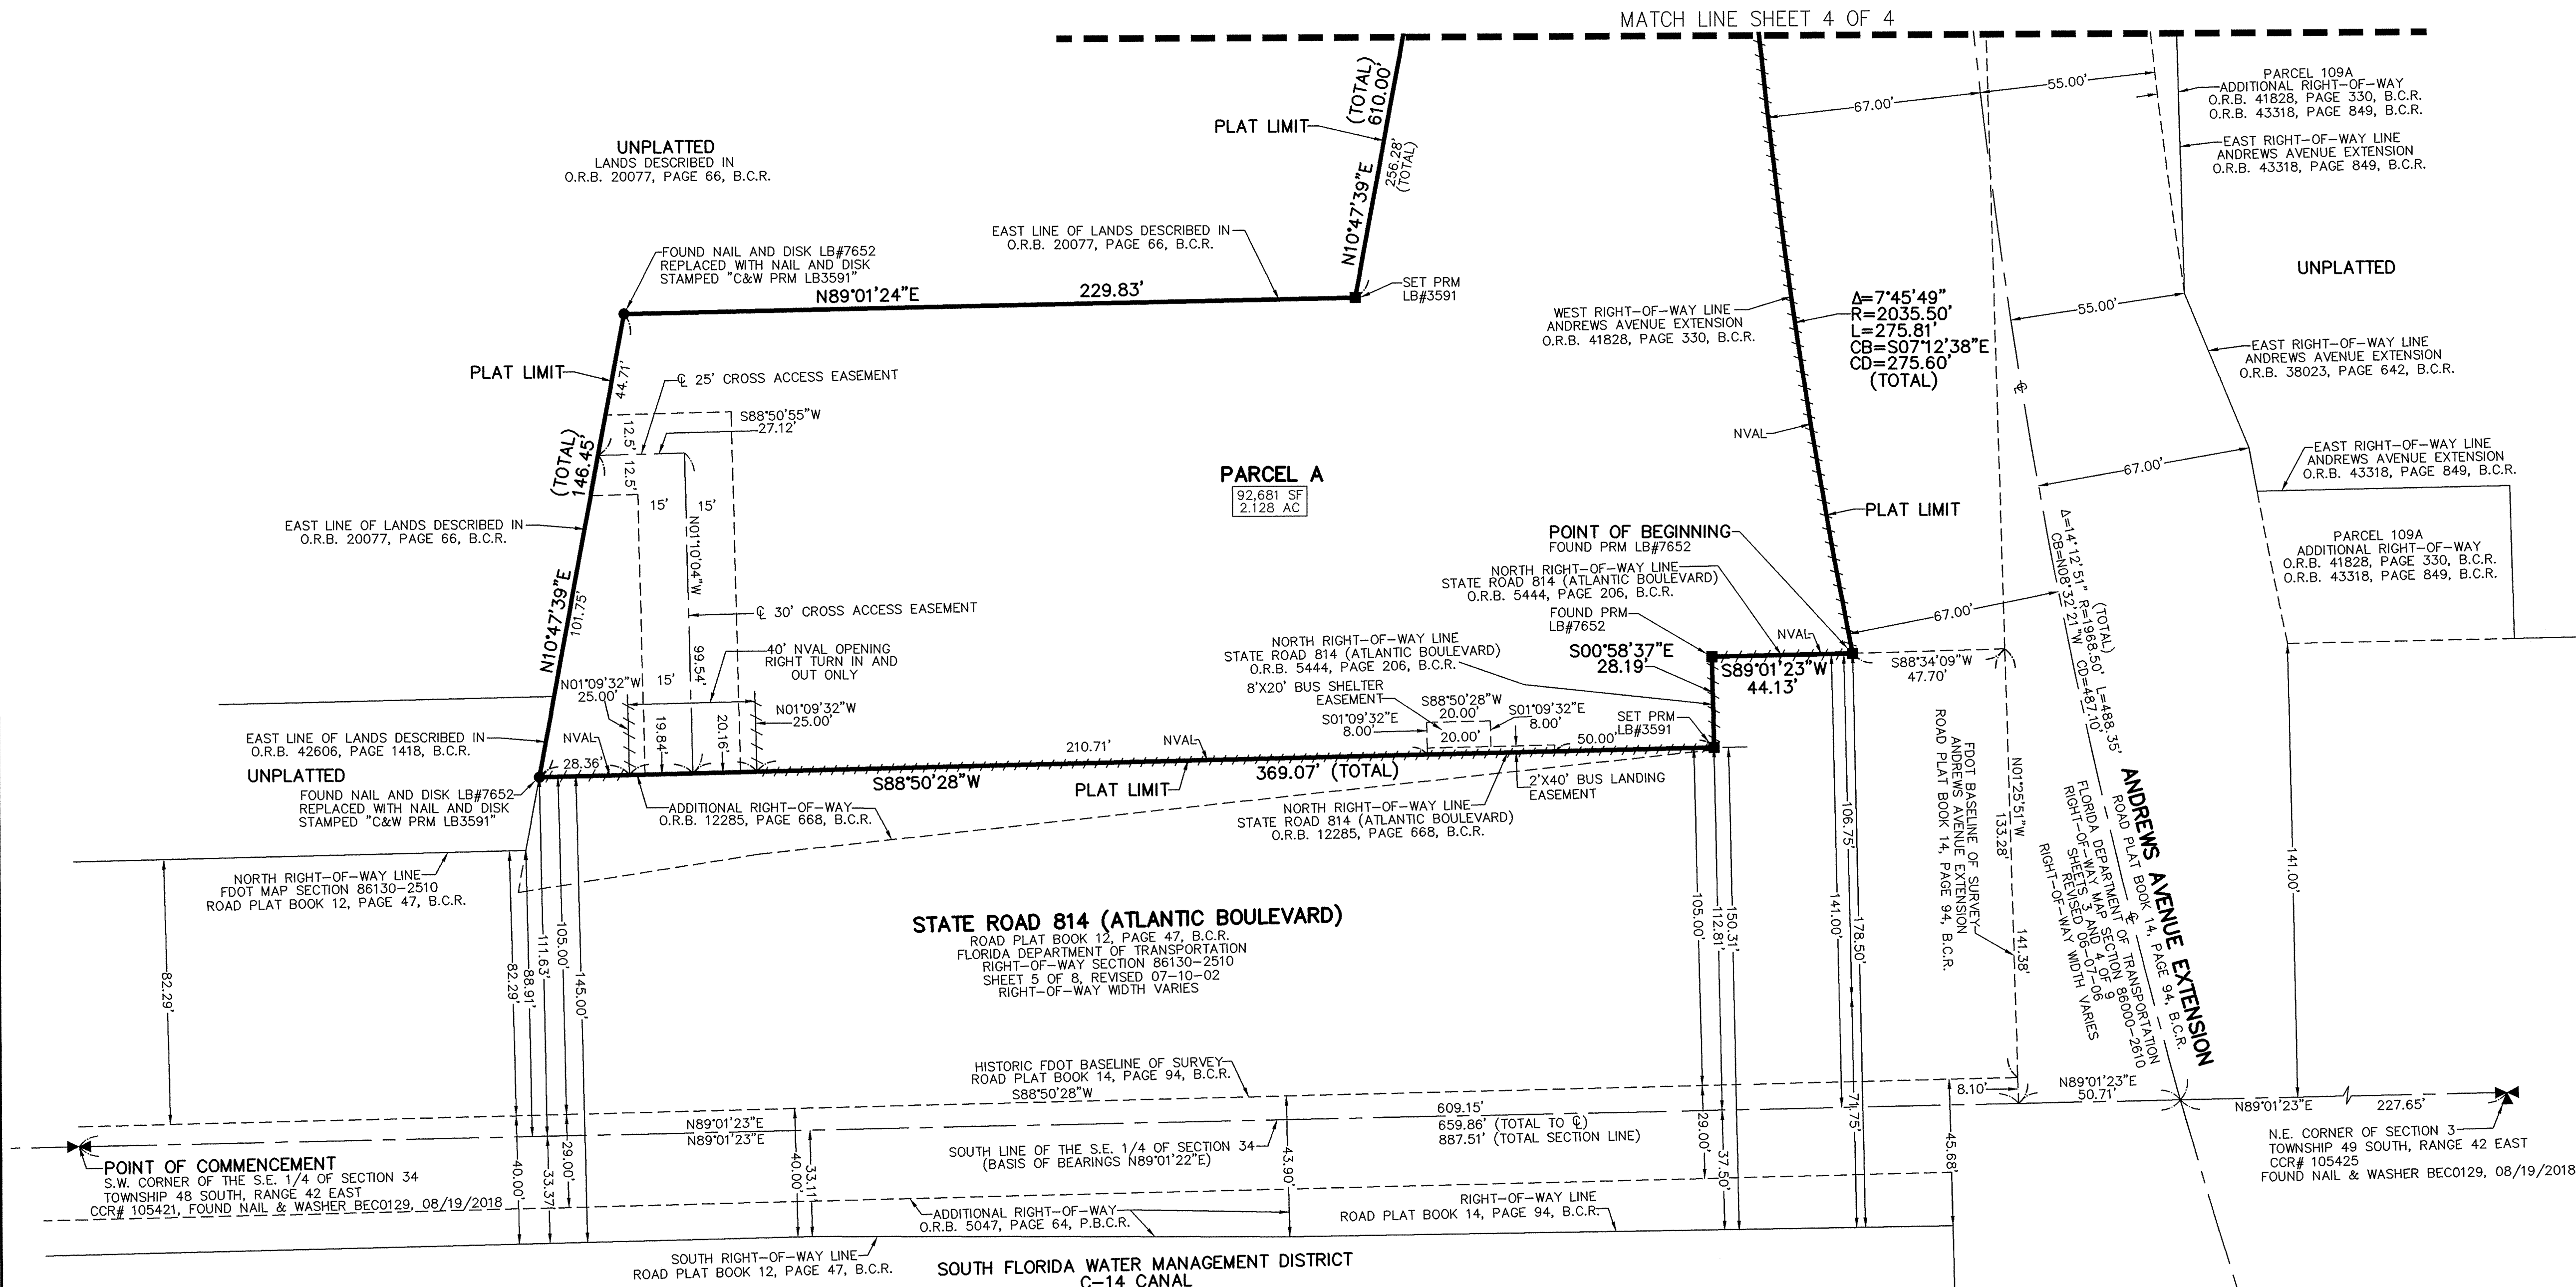 MATCH LINE SHEET 4 OF 4
UNPLATTED
LANDS DESCRIBED IN
O.R.B. 20077, PAGE 66, B.C.R.
PLAT LIMIT
(TOTAL)
610.00'
256.28'
(TOTAL)
N10°47'39"E
EAST LINE OF LANDS DESCRIBED IN
O.R.B. 20077, PAGE 66, B.C.R.
SET PRM
LB#3591
FOUND NAIL AND DISK LB#7652
REPLACED WITH NAIL AND DISK
STAMPED "C&W PRM LB3591"
N89°01'24"E
229.83'
67.00'
55.00'
PARCEL 109A
ADDITIONAL RIGHT-OF-WAY
O.R.B. 41828, PAGE 330, B.C.R.
O.R.B. 43318, PAGE 849, B.C.R.
EAST RIGHT-OF-WAY LINE
ANDREWS AVENUE EXTENSION
O.R.B. 43318, PAGE 849, B.C.R.
UNPLATTED
WEST RIGHT-OF-WAY LINE
ANDREWS AVENUE EXTENSION
O.R.B. 41828, PAGE 330, B.C.R.
Δ=7°45'49"
R=2035.50'
L=275.81'
CB=S07°12'38"E
CD=275.60'
(TOTAL)
55.00'
EAST RIGHT-OF-WAY LINE
ANDREWS AVENUE EXTENSION
O.R.B. 38023, PAGE 642, B.C.R.
PLAT LIMIT
44.71'
℄ 25' CROSS ACCESS EASEMENT
S88°50'55"W
27.12'
12.5'
12.5'
(TOTAL)
146.45'
15'
15'
NVAL
67.00'
EAST RIGHT-OF-WAY LINE
ANDREWS AVENUE EXTENSION
O.R.B. 43318, PAGE 849, B.C.R.
PARCEL A
92,681 SF
2.128 AC
EAST LINE OF LANDS DESCRIBED IN
O.R.B. 20077, PAGE 66, B.C.R.
N01°10'04"W
PLAT LIMIT
POINT OF BEGINNING
FOUND PRM LB#7652
PARCEL 109A
ADDITIONAL RIGHT-OF-WAY
O.R.B. 41828, PAGE 330, B.C.R.
O.R.B. 43318, PAGE 849, B.C.R.
NORTH RIGHT-OF-WAY LINE
STATE ROAD 814 (ATLANTIC BOULEVARD)
O.R.B. 5444, PAGE 206, B.C.R.
FOUND PRM
LB#7652
N10°47'39"E
101.75'
℄ 30' CROSS ACCESS EASEMENT
99.54'
40' NVAL OPENING
RIGHT TURN IN AND
OUT ONLY
NORTH RIGHT-OF-WAY LINE
STATE ROAD 814 (ATLANTIC BOULEVARD)
O.R.B. 5444, PAGE 206, B.C.R.
S00°58'37"E
28.19'
NVAL
S89°01'23"W
44.13'
67.00'
S88°34'09"W
47.70'
Δ=14°12'51" R=1968.50' L=488.35'
CB=N08°32'21"W CD=487.10'
(TOTAL)
N01°09'32"W
25.00'
15'
N01°09'32"W
25.00'
8'X20' BUS SHELTER
EASEMENT
S01°09'32"E
8.00'
S88°50'28"W
20.00'
20.00'
S01°09'32"E
8.00'
50.00'
SET PRM
LB#3591
EAST LINE OF LANDS DESCRIBED IN
O.R.B. 42606, PAGE 1418, B.C.R.
UNPLATTED
NVAL
28.36'
19.84'
20.16'
210.71'
NVAL
S88°50'28"W
369.07' (TOTAL)
PLAT LIMIT
2'X40' BUS LANDING
EASEMENT
FOUND NAIL AND DISK LB#7652
REPLACED WITH NAIL AND DISK
STAMPED "C&W PRM LB3591"
ADDITIONAL RIGHT-OF-WAY
O.R.B. 12285, PAGE 668, B.C.R.
NORTH RIGHT-OF-WAY LINE
STATE ROAD 814 (ATLANTIC BOULEVARD)
O.R.B. 12285, PAGE 668, B.C.R.
NORTH RIGHT-OF-WAY LINE
FDOT MAP SECTION 86130-2510
ROAD PLAT BOOK 12, PAGE 47, B.C.R.
82.29'
82.29'
88.91'
111.63'
105.00'
145.00'
STATE ROAD 814 (ATLANTIC BOULEVARD)
ROAD PLAT BOOK 12, PAGE 47, B.C.R.
FLORIDA DEPARTMENT OF TRANSPORTATION
RIGHT-OF-WAY SECTION 86130-2510
SHEET 5 OF 8, REVISED 07-10-02
RIGHT-OF-WAY WIDTH VARIES
105.00'
112.81'
150.31'
106.75'
141.00'
178.50'
71.75'
FDOT BASELINE OF SURVEY
ANDREWS AVENUE EXTENSION
ROAD PLAT BOOK 14, PAGE 94, B.C.R.
N01°25'51"W
133.28'
141.38'
ANDREWS AVENUE EXTENSION
ROAD PLAT BOOK 14, PAGE 94, B.C.R.
FLORIDA DEPARTMENT OF TRANSPORTATION
RIGHT-OF-WAY MAP SECTION 86000-2610
SHEETS 3 AND 4 OF 9
REVISED 06-07-06
RIGHT-OF-WAY WIDTH VARIES
141.00'
HISTORIC FDOT BASELINE OF SURVEY
ROAD PLAT BOOK 14, PAGE 94, B.C.R.
S88°50'28"W
N89°01'23"E
N89°01'23"E
609.15'
659.86' (TOTAL TO ℄)
887.51' (TOTAL SECTION LINE)
8.10'
N89°01'23"E
50.71'
N89°01'23"E
227.65'
POINT OF COMMENCEMENT
S.W. CORNER OF THE S.E. 1/4 OF SECTION 34
TOWNSHIP 48 SOUTH, RANGE 42 EAST
CCR# 105421, FOUND NAIL & WASHER BEC0129, 08/19/2018
40.00'
33.37'
29.00'
40.00'
33.11'
SOUTH LINE OF THE S.E. 1/4 OF SECTION 34
(BASIS OF BEARINGS N89°01'22"E)
43.90'
29.00'
37.50'
45.68'
N.E. CORNER OF SECTION 3
TOWNSHIP 49 SOUTH, RANGE 42 EAST
CCR# 105425
FOUND NAIL & WASHER BEC0129, 08/19/2018
ADDITIONAL RIGHT-OF-WAY
O.R.B. 5047, PAGE 64, P.B.C.R.
RIGHT-OF-WAY LINE
ROAD PLAT BOOK 14, PAGE 94, B.C.R.
SOUTH RIGHT-OF-WAY LINE
ROAD PLAT BOOK 12, PAGE 47, B.C.R.
SOUTH FLORIDA WATER MANAGEMENT DISTRICT
C-14 CANAL